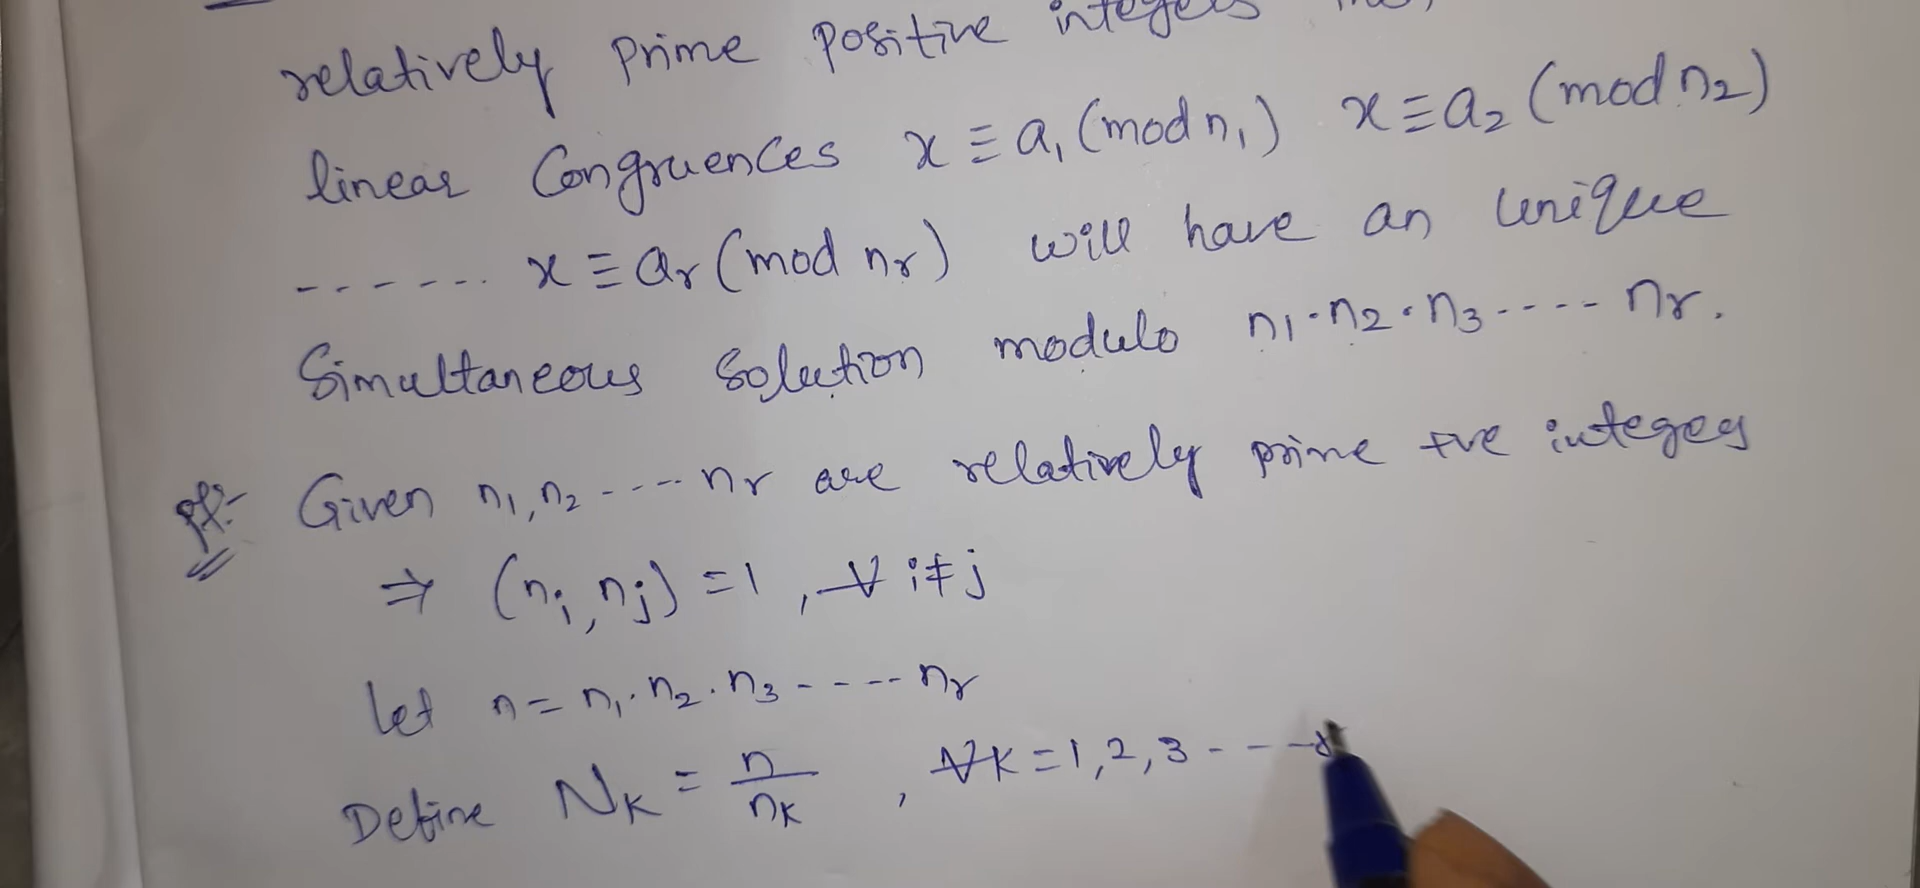 relatively prime positive integers
linear Congruences x ≡ a₁ (mod n₁) x ≡ a₂ (mod n₂)
------- x ≡ aᵣ (mod nᵣ) will have an unique
Simultaneous Solution modulo n₁·n₂·n₃---- nᵣ.
Pf:- Given n₁, n₂ ---- nᵣ are relatively prime +ve integers
⇒ (nᵢ, nⱼ) = 1, ∀ i≠j
let n = n₁·n₂·n₃ ----- nᵣ
Define Nₖ = n/nₖ , ∀k = 1, 2, 3 --- r